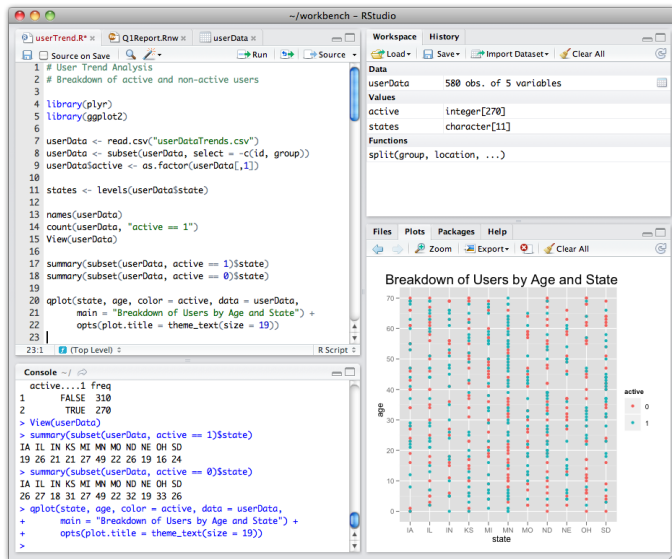 ~/workbench - RStudio
userTrend.R* Q1Report.Rnw userData
Source on Save Run Source
1 # User Trend Analysis
2 # Breakdown of active and non-active users
3
4 library(plyr)
5 library(ggplot2)
6
7 userData <- read.csv("userDataTrends.csv")
8 userData <- subset(userData, select = -c(id, group))
9 userData$active <- as.factor(userData[,1])
10
11 states <- levels(userData$state)
12
13 names(userData)
14 count(userData, "active == 1")
15 View(userData)
16
17 summary(subset(userData, active == 1)$state)
18 summary(subset(userData, active == 0)$state)
19
20 qplot(state, age, color = active, data = userData,
21 main = "Breakdown of Users by Age and State") +
22 opts(plot.title = theme_text(size = 19))
23
23:1 (Top Level) R Script
Console ~/
active....1 freq
1 FALSE 310
2 TRUE 270
> View(userData)
> summary(subset(userData, active == 1)$state)
IA IL IN KS MI MN MO ND NE OH SD
19 26 21 21 27 49 22 26 19 16 24
> summary(subset(userData, active == 0)$state)
IA IL IN KS MI MN MO ND NE OH SD
26 27 18 31 27 49 22 32 19 33 26
> qplot(state, age, color = active, data = userData,
+ main = "Breakdown of Users by Age and State") +
+ opts(plot.title = theme_text(size = 19))
>
Workspace History
Load Save Import Dataset Clear All
Data
userData 580 obs. of 5 variables
Values
active integer[270]
states character[11]
Functions
split(group, location, ...)
Files Plots Packages Help
Zoom Export Clear All
Breakdown of Users by Age and State
70
60
50
40
30
20
10
0
age
IA IL IN KS MI MN MO ND NE OH SD
state
active
0
1